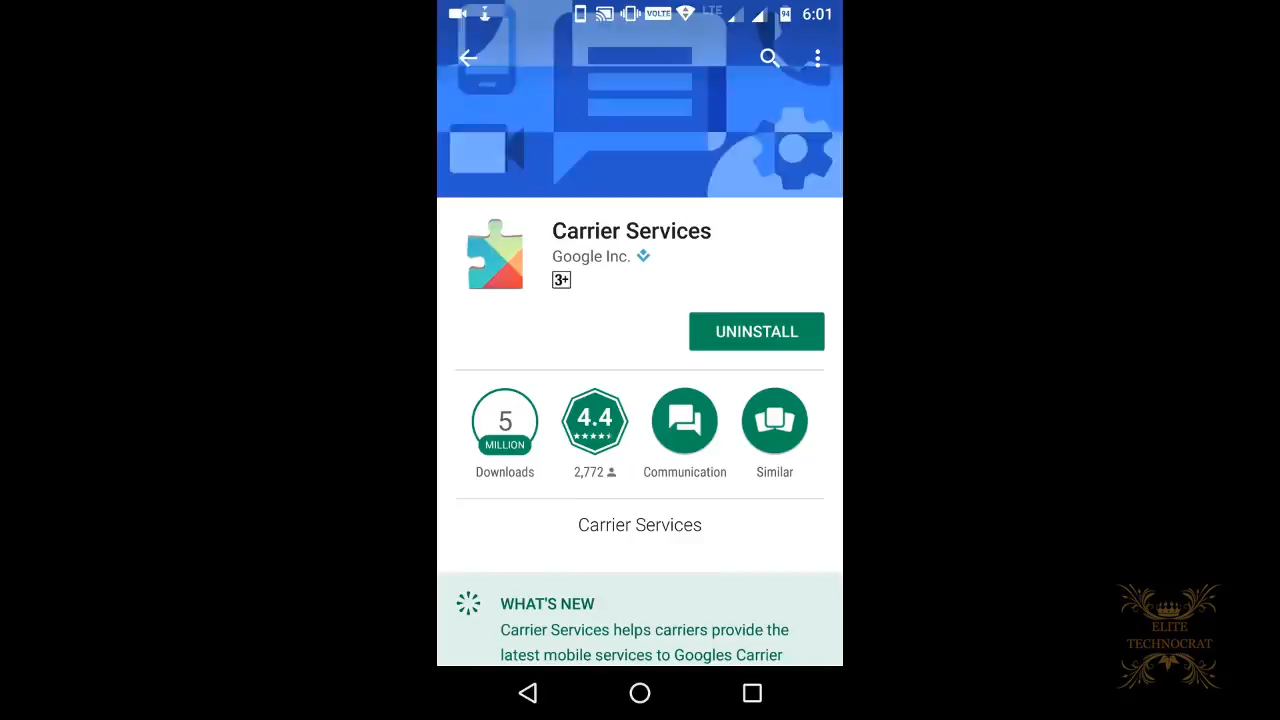 VOLTE LTE 94 6:01
Carrier Services
Google Inc.
3+
UNINSTALL
5
MILLION
4.4
Downloads
2,772
Communication
Similar
Carrier Services
WHAT'S NEW
Carrier Services helps carriers provide the
latest mobile services to Googles Carrier
ELITE
TECHNOCRAT